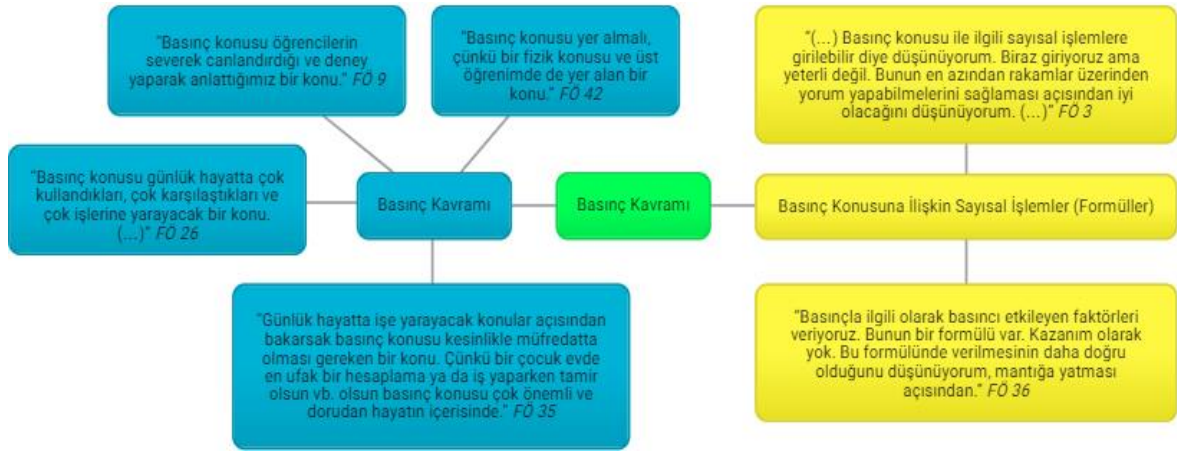 "Basınç konusu öğrencilerin
severek canlandırdığı ve deney
yaparak anlattığımız bir konu." FÖ 9
"Basınç konusu yer almalı,
çünkü bir fizik konusu ve üst
öğrenimde de yer alan bir
konu." FÖ 42
"(...) Basınç konusu ile ilgili sayısal işlemlere
girilebilir diye düşünüyorum. Biraz giriyoruz ama
yeterli değil. Bunun en azından rakamlar üzerinden
yorum yapabilmelerini sağlaması açısından iyi
olacağını düşünüyorum. (...)" FÖ 3
"Basınç konusu günlük hayatta çok
kullandıkları, çok karşılaştıkları ve
çok işlerine yarayacak bir konu.
(...)" FÖ 26
Basınç Kavramı
Basınç Kavramı
Basınç Konusuna İlişkin Sayısal İşlemler (Formüller)
"Günlük hayatta işe yarayacak konular açısından
bakarsak basınç konusu kesinlikle müfredatta
olması gereken bir konu. Çünkü bir çocuk evde
en ufak bir hesaplama ya da iş yaparken tamir
olsun vb. olsun basınç konusu çok önemli ve
dorudan hayatın içerisinde." FÖ 35
"Basınçla ilgili olarak basıncı etkileyen faktörleri
veriyoruz. Bunun bir formülü var. Kazanım olarak
yok. Bu formülünde verilmesinin daha doğru
olduğunu düşünüyorum, mantığa yatması
açısından." FÖ 36